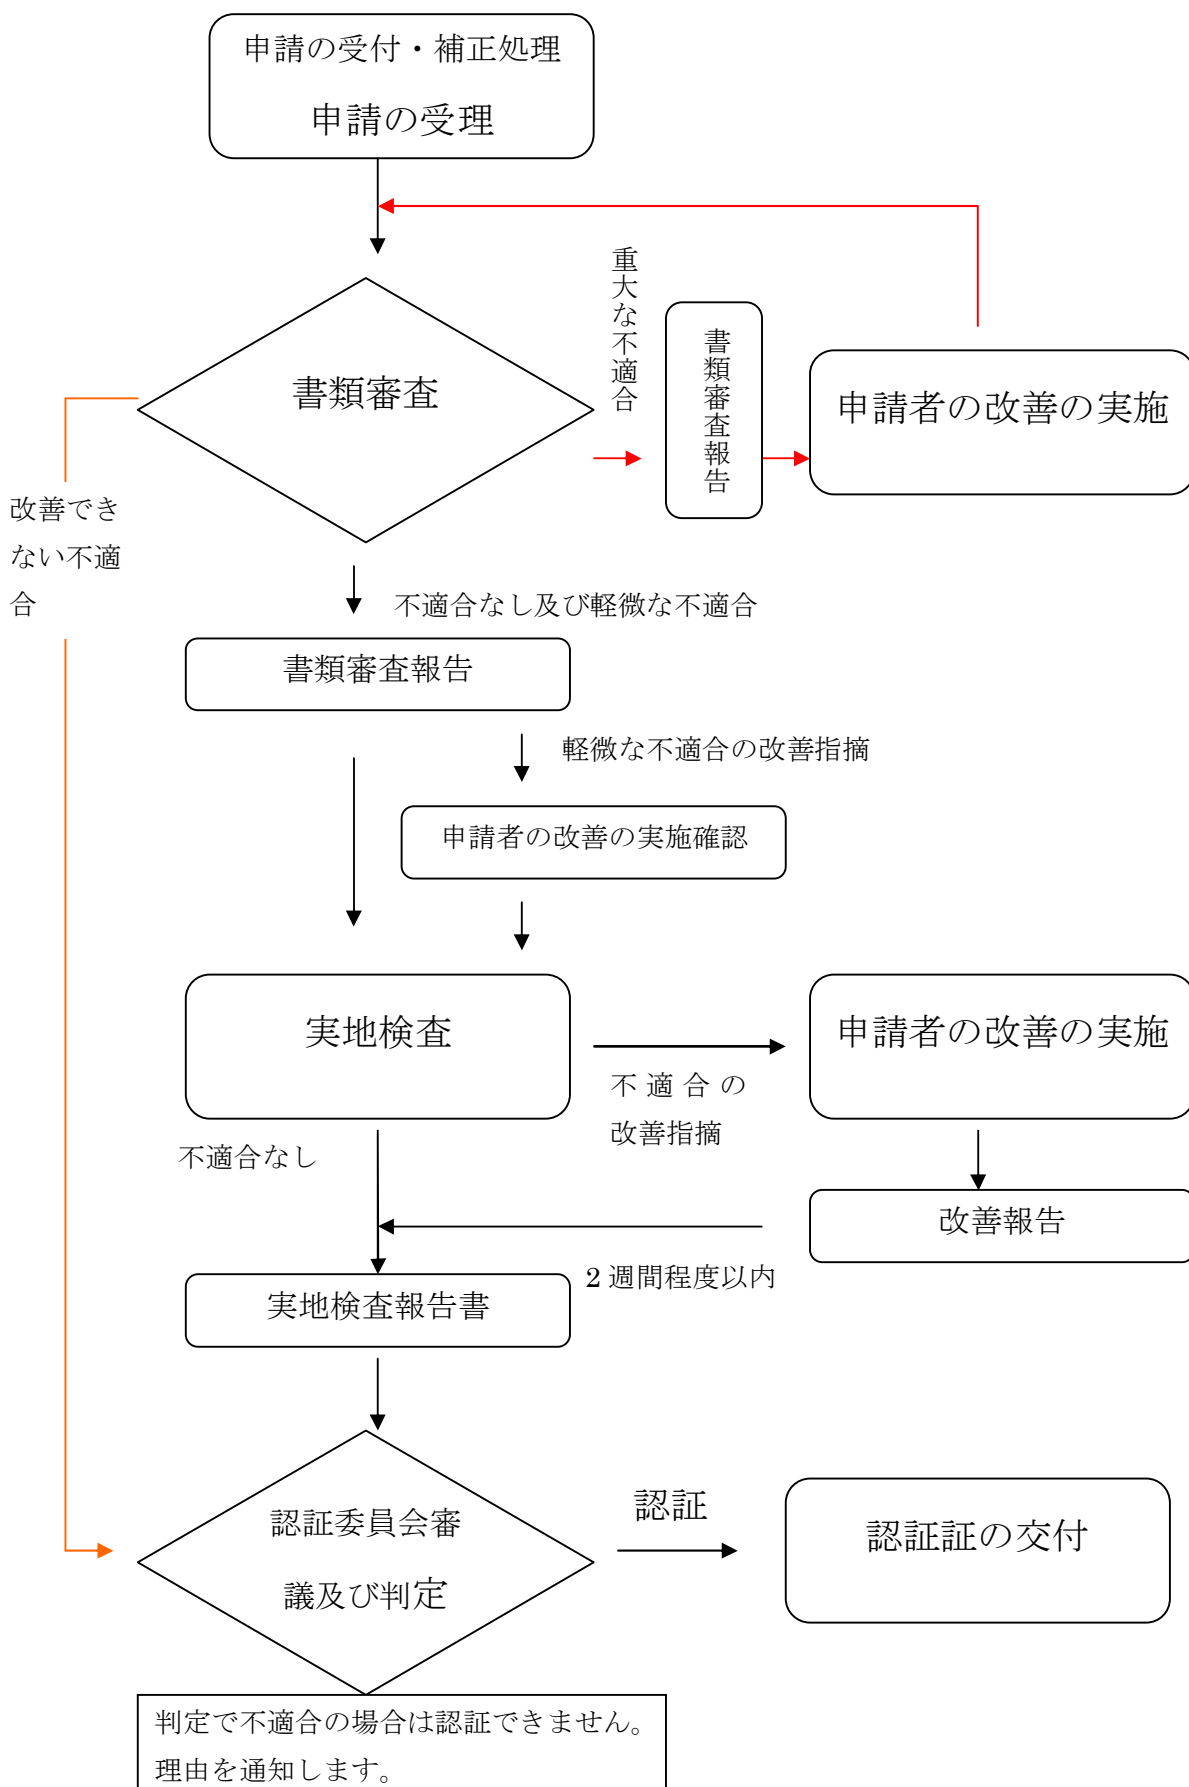 申請の受付・補正処理
申請の受理
重大な不適合
書類審査
書類審査報告
申請者の改善の実施
改善でき
ない不適
合
不適合なし及び軽微な不適合
書類審査報告
軽微な不適合の改善指摘
申請者の改善の実施確認
実地検査
申請者の改善の実施
不適合の
改善指摘
不適合なし
改善報告
2週間程度以内
実地検査報告書
認証委員会審
議及び判定
認証
認証証の交付
判定で不適合の場合は認証できません。
理由を通知します。